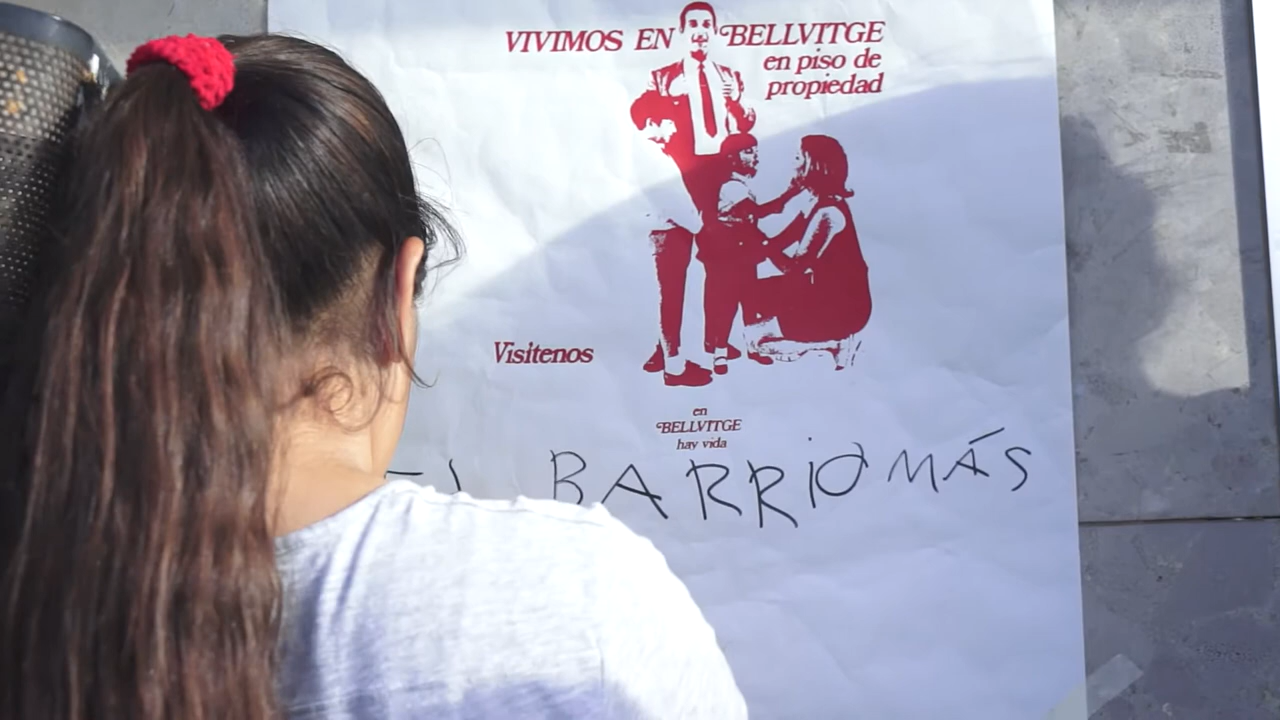 VIVIMOS EN BELLVITGE
en piso de
propiedad
Visitenos
en
BELLVITGE
hay vida
BARRIO MÁS